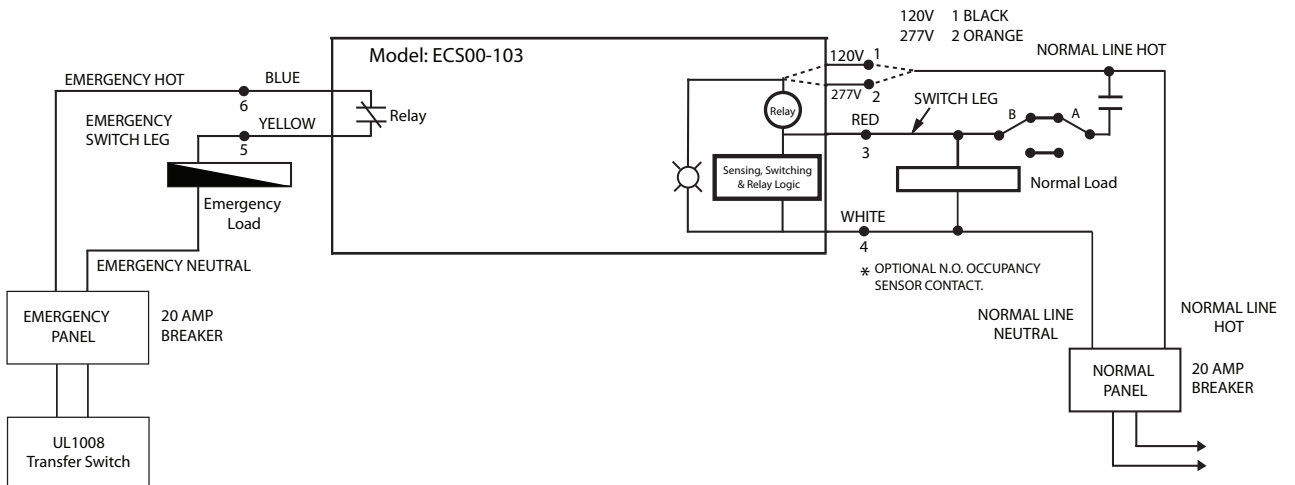 120V 1 BLACK
277V 2 ORANGE
Model: ECS00-103
NORMAL LINE HOT
120V 1
277V 2
EMERGENCY HOT
BLUE
6
Relay
Relay
SWITCH LEG
EMERGENCY
SWITCH LEG
YELLOW
5
RED
3
B
A
Sensing, Switching
& Relay Logic
Normal Load
Emergency
Load
WHITE
4
* OPTIONAL N.O. OCCUPANCY
SENSOR CONTACT.
EMERGENCY NEUTRAL
EMERGENCY
PANEL
20 AMP
BREAKER
NORMAL LINE
NEUTRAL
NORMAL LINE
HOT
NORMAL
PANEL
20 AMP
BREAKER
UL1008
Transfer Switch